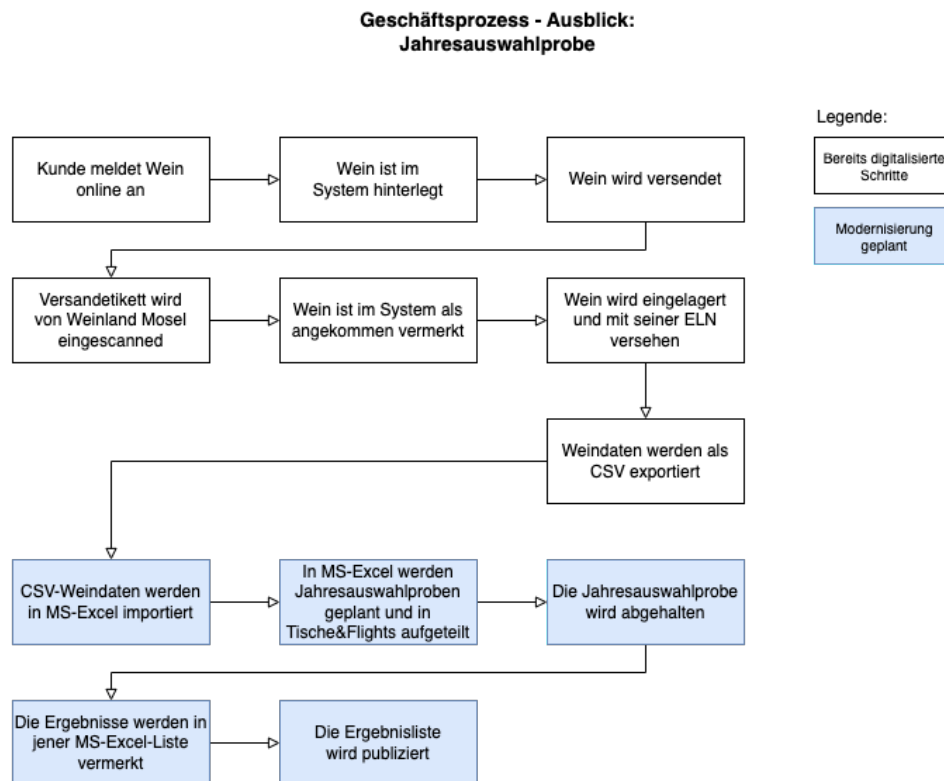 Geschäftsprozess - Ausblick:
Jahresauswahlprobe
Legende:
Bereits digitalisierte
Schritte
Modernisierung
geplant
Kunde meldet Wein
online an
Wein ist im
System hinterlegt
Wein wird versendet
Versandetikett wird
von Weinland Mosel
eingescanned
Wein ist im System als
angekommen vermerkt
Wein wird eingelagert
und mit seiner ELN
versehen
Weindaten werden als
CSV exportiert
CSV-Weindaten werden
in MS-Excel importiert
In MS-Excel werden
Jahresauswahlproben
geplant und in
Tische&Flights aufgeteilt
Die Jahresauswahlprobe
wird abgehalten
Die Ergebnisse werden in
jener MS-Excel-Liste
vermerkt
Die Ergebnisliste
wird publiziert